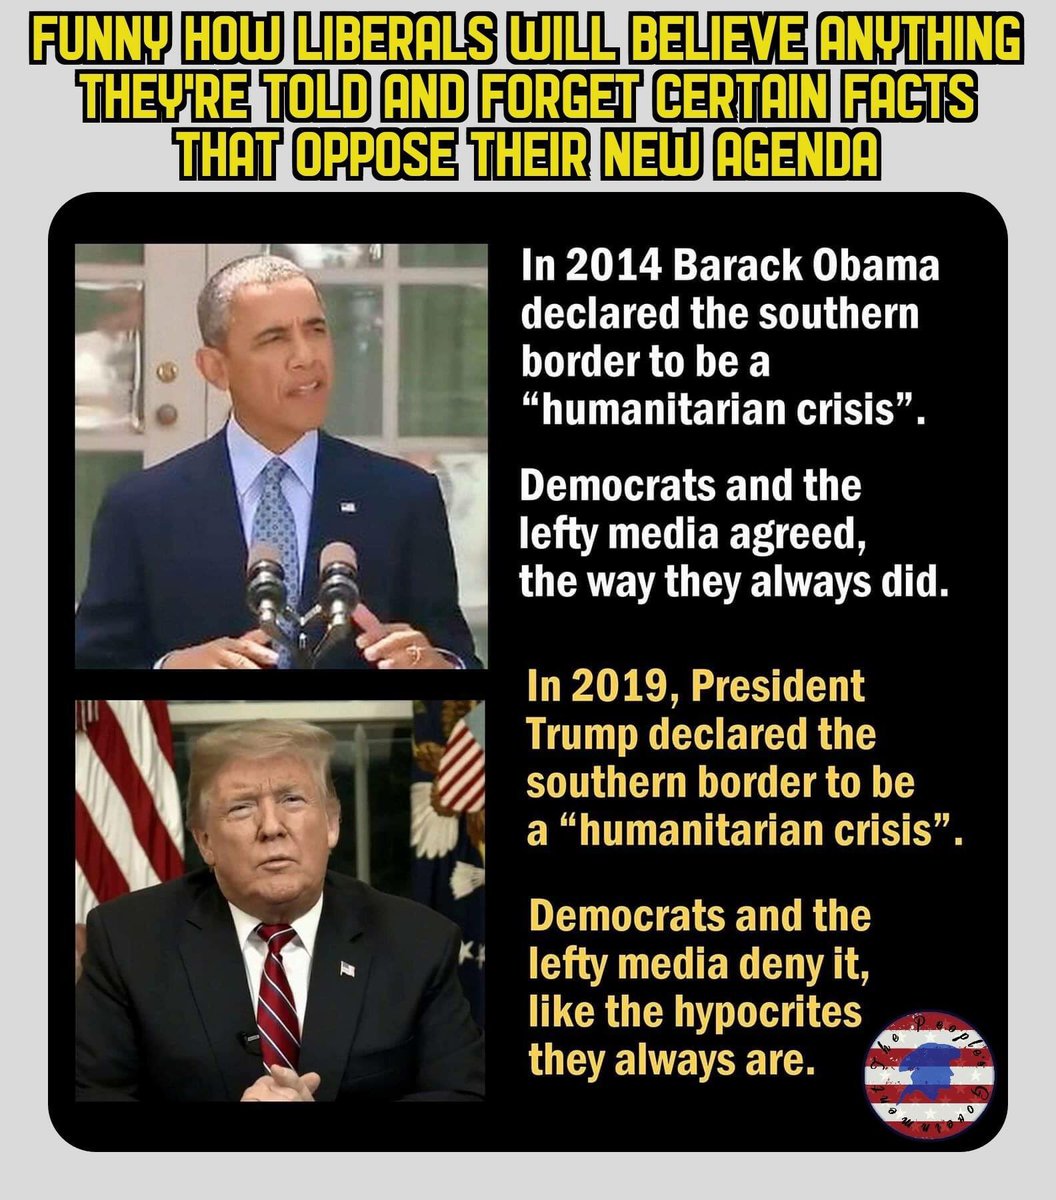 FUNNY HOW LIBERALS WILL BELIEVE ANYTHING
THEY'RE TOLD AND FORGET CERTAIN FACTS
THAT OPPOSE THEIR NEW AGENDA
In 2014 Barack Obama
declared the southern
border to be a
“humanitarian crisis”.
Democrats and the
lefty media agreed,
the way they always did.
In 2019, President
Trump declared the
southern border to be
a “humanitarian crisis”.
Democrats and the
lefty media deny it,
like the hypocrites
they always are.
The People's Government